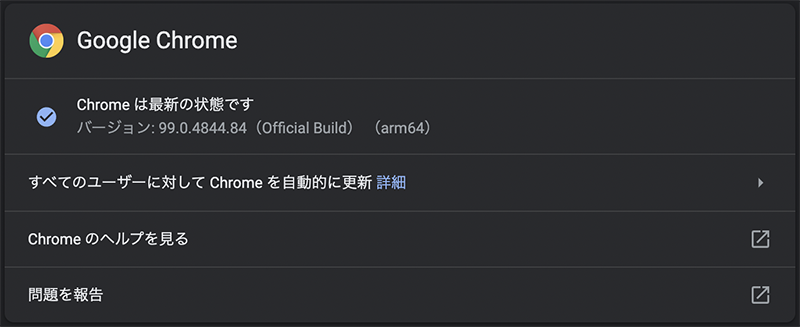 Google Chrome
Chrome は最新の状態です
バージョン: 99.0.4844.84（Official Build） （arm64）
すべてのユーザーに対して Chrome を自動的に更新 詳細
Chrome のヘルプを見る
問題を報告